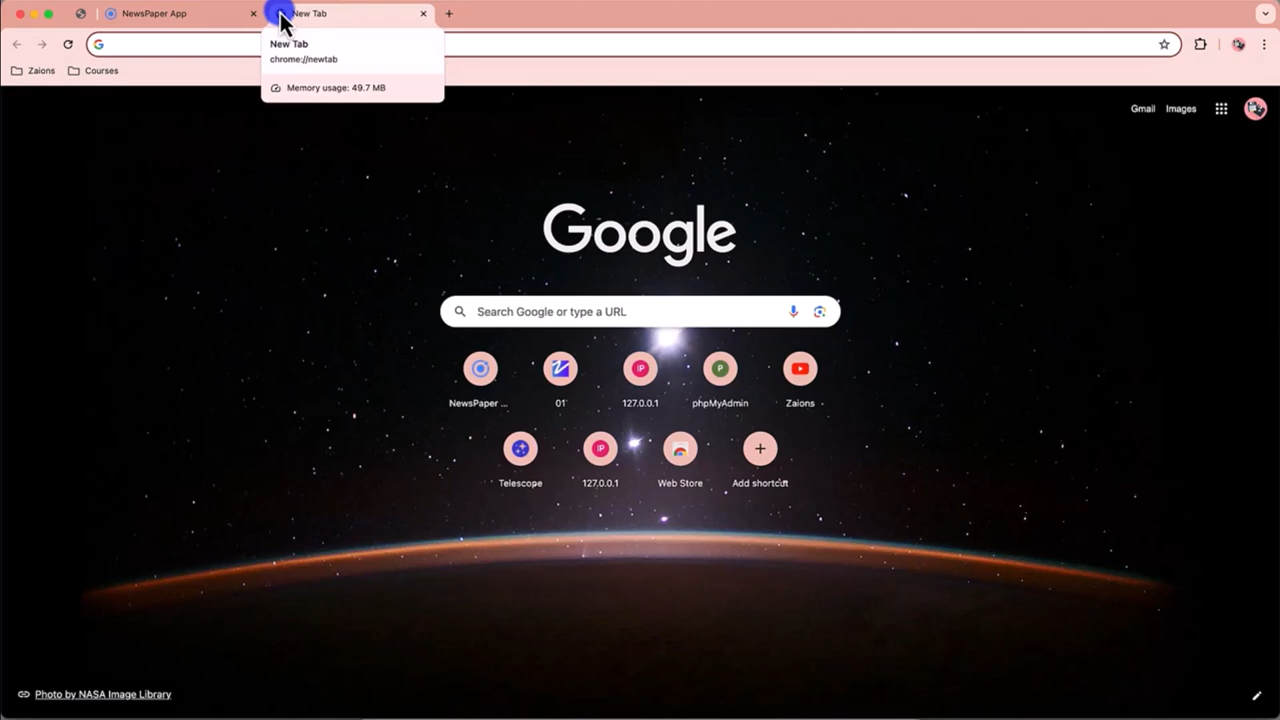 NewsPaper App
New Tab
New Tab
chrome://newtab
Zaions
Courses
Memory usage: 49.7 MB
Gmail
Images
Google
Search Google or type a URL
NewsPaper ...
01
127.0.0.1
phpMyAdmin
Zaions
Telescope
127.0.0.1
Web Store
Add shortcut
Photo by NASA Image Library